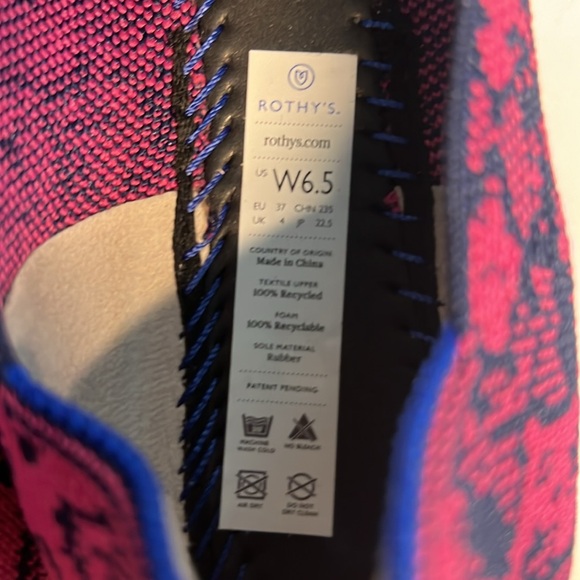 ROTHY'S.
rothys.com
US W6.5
EU 37 CHN 235
UK 4 JP 22.5
COUNTRY OF ORIGIN
Made in China
TEXTILE UPPER
100% Recycled
FOAM
100% Recyclable
SOLE MATERIAL
Rubber
PATENT PENDING
MACHINE WASH COLD
NO BLEACH
AIR DRY
DO NOT DRY CLEAN